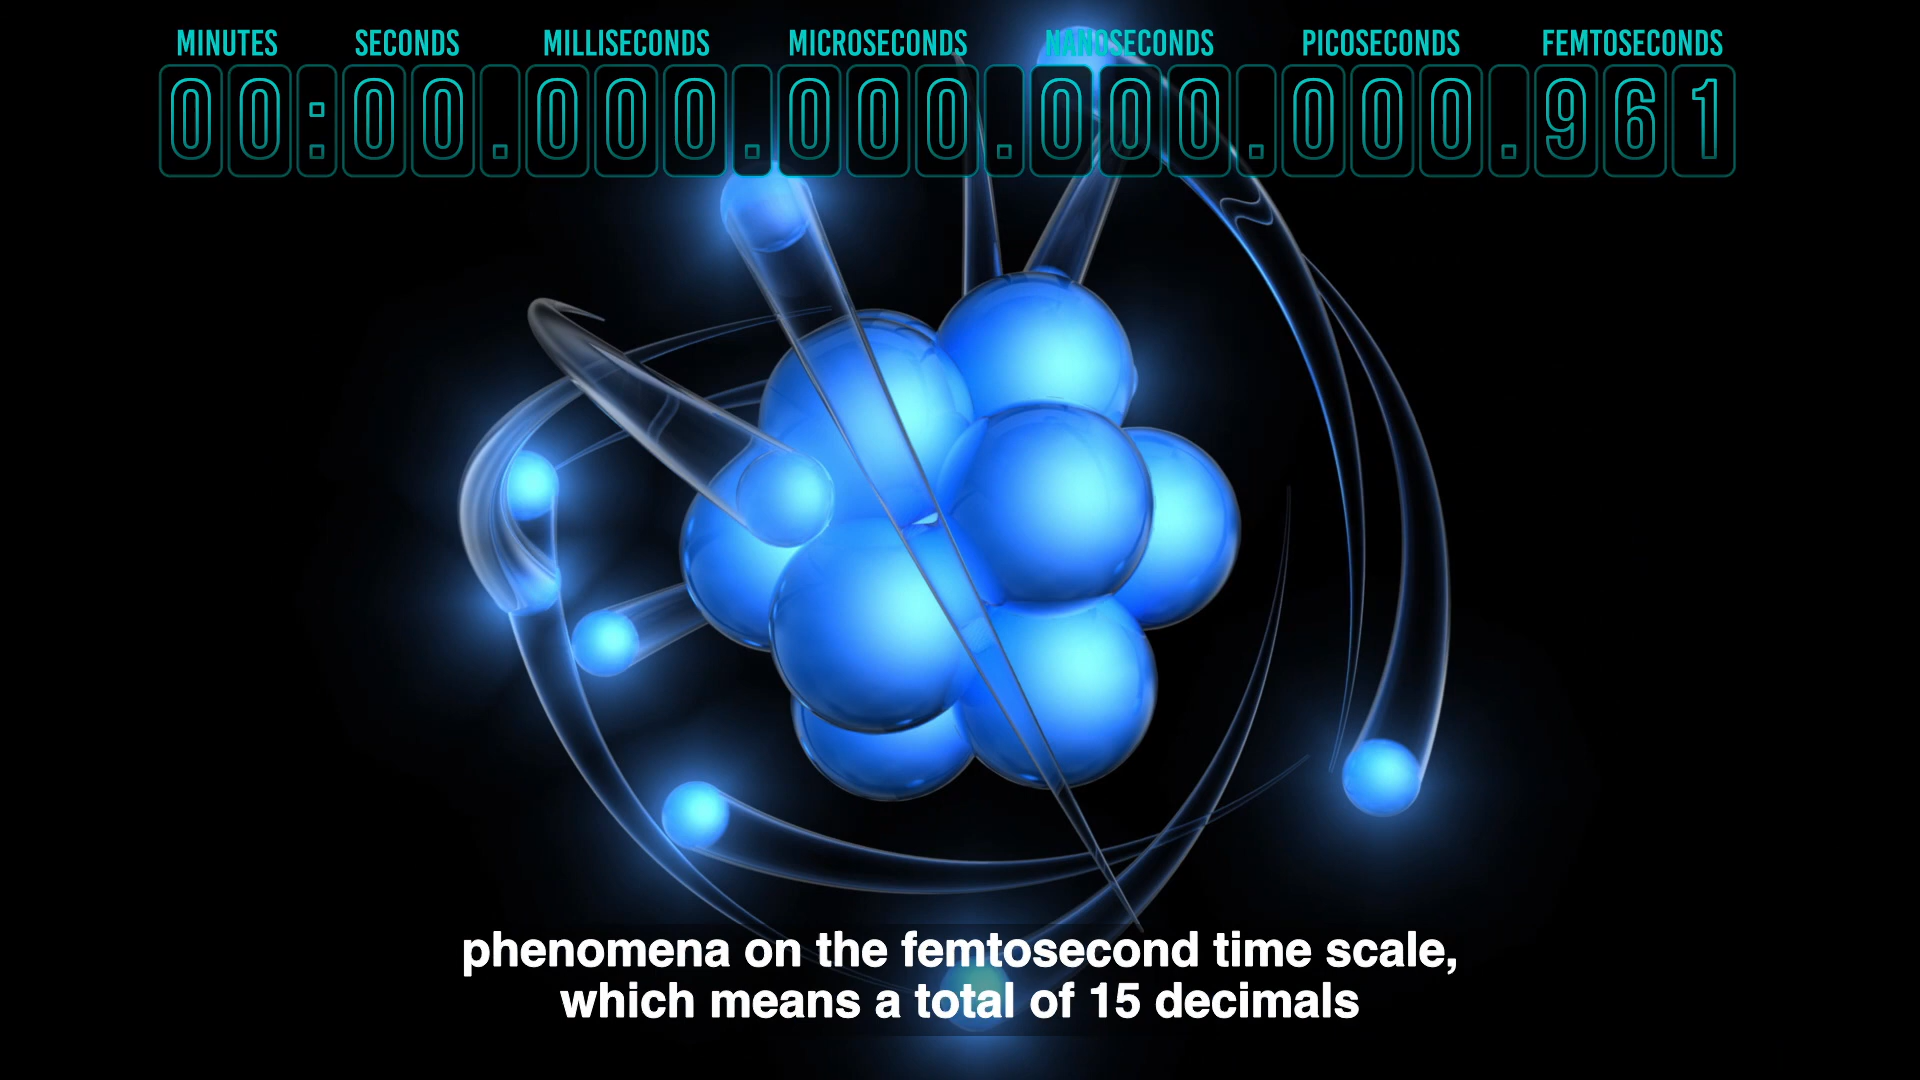 MINUTES SECONDS MILLISECONDS MICROSECONDS NANOSECONDS PICOSECONDS FEMTOSECONDS
00:00.000.000.000.000.961
phenomena on the femtosecond time scale,
which means a total of 15 decimals